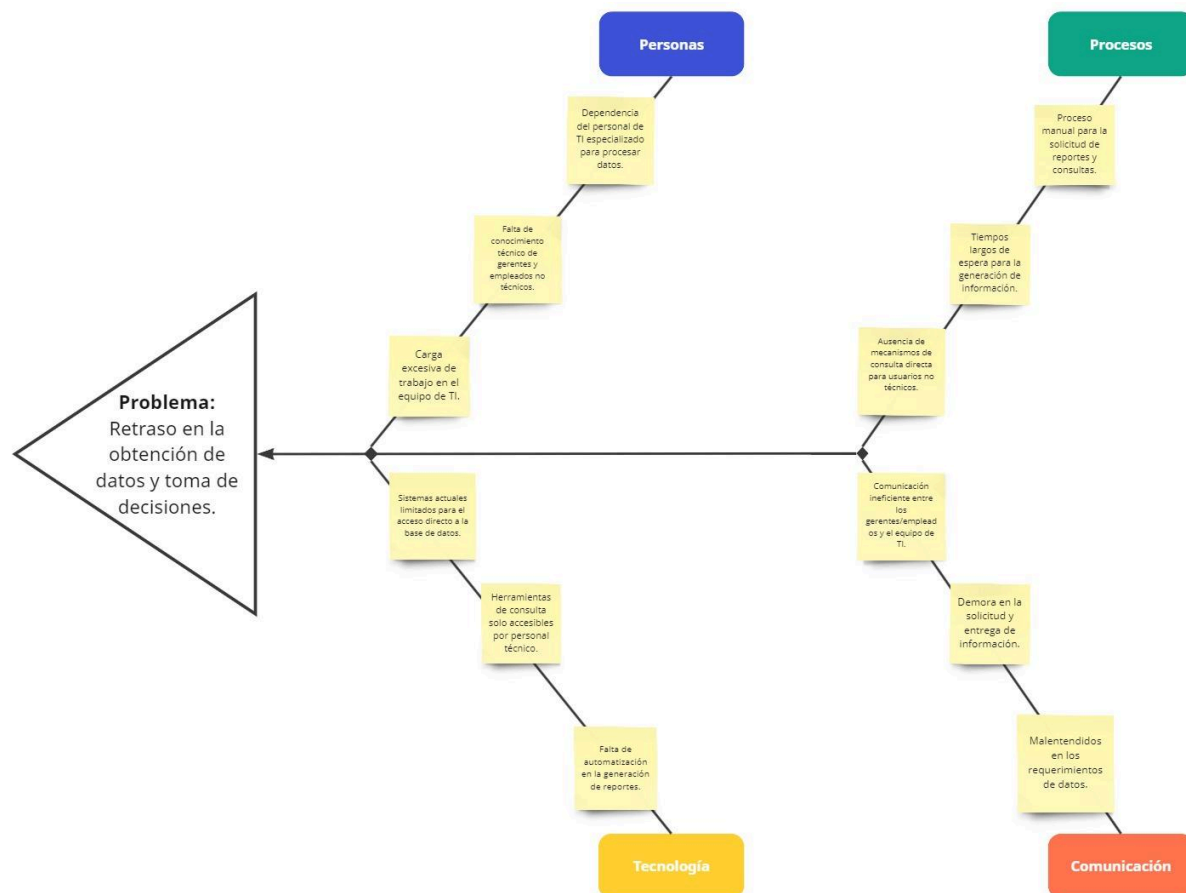 Personas
Procesos
Dependencia
del personal de
TI especializado
para procesar
datos.
Proceso
manual para la
solicitud de
reportes y
consultas.
Falta de
conocimiento
técnico de
gerentes y
empleados no
técnicos.
Tiempos
largos de
espera para la
generación de
información.
Carga
excesiva de
trabajo en el
equipo de TI.
Ausencia de
mecanismos de
consulta directa
para usuarios no
técnicos.
Problema:
Retraso en la
obtención de
datos y toma de
decisiones.
Sistemas actuales
limitados para el
acceso directo a la
base de datos.
Comunicación
ineficiente entre
los
gerentes/emplead
os y el equipo de
TI.
Herramientas
de consulta
solo accesibles
por personal
técnico.
Demora en la
solicitud y
entrega de
información.
Falta de
automatización
en la generación
de reportes.
Malentendidos
en los
requerimientos
de datos.
Tecnología
Comunicación